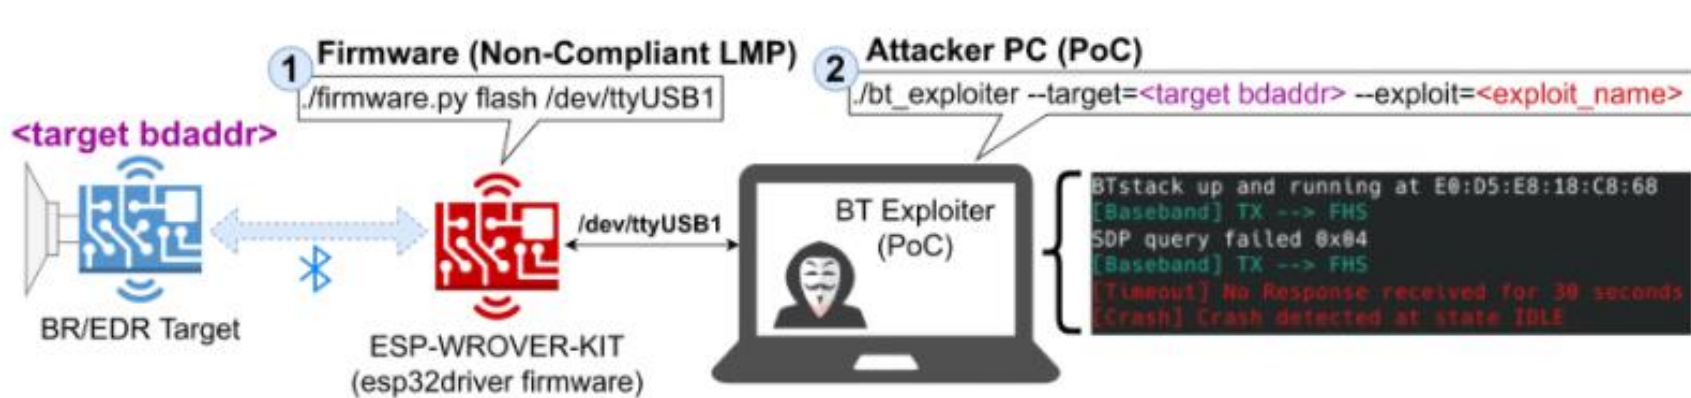 1
Firmware (Non-Compliant LMP)
./firmware.py flash /dev/ttyUSB1
2
Attacker PC (PoC)
./bt_exploiter --target=<target bdaddr> --exploit=<exploit_name>
<target bdaddr>
BR/EDR Target
ESP-WROVER-KIT
(esp32driver firmware)
/dev/ttyUSB1
BT Exploiter
(PoC)
BTstack up and running at E0:D5:E8:18:C8:68
[Baseband] TX --> FHS
SDP query failed 0x04
[Baseband] TX --> FHS
[Timeout] No Response received for 30 seconds
[Crash] Crash detected at state IDLE